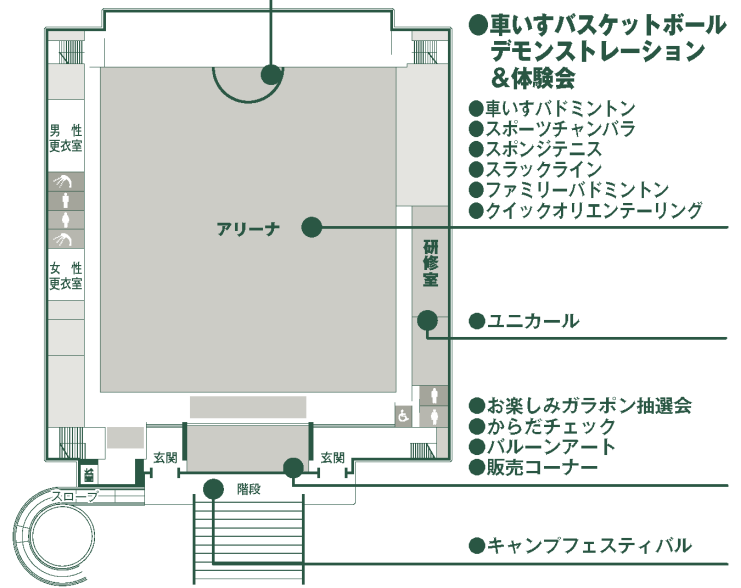 ●車いすバスケットボール
デモンストレーション
＆体験会
●車いすバドミントン
●スポーツチャンバラ
●スポンジテニス
●スラックライン
●ファミリーバドミントン
●クイックオリエンテーリング
男 性
更衣室
アリーナ
研修室
女 性
更衣室
●ユニカール
●お楽しみガラポン抽選会
●からだチェック
●バルーンアート
●販売コーナー
玄関
玄関
階段
スロープ
●キャンプフェスティバル